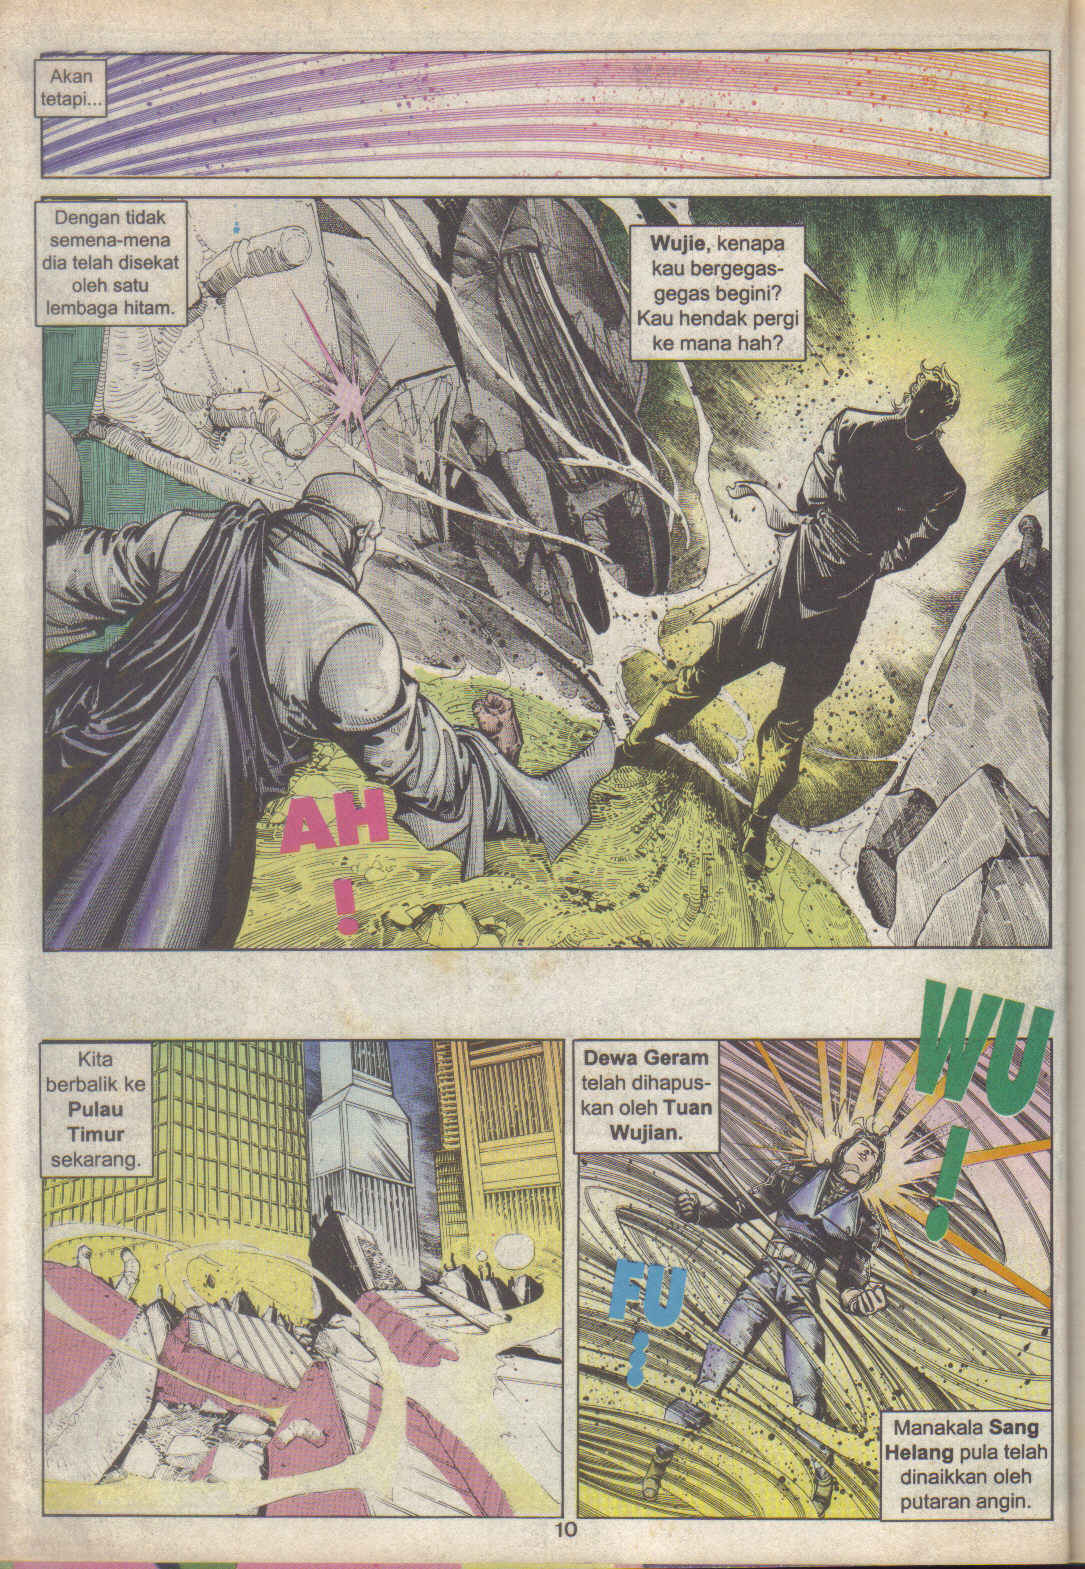 Akan
tetapi...
Dengan tidak
semena-mena
dia telah disekat
oleh satu
lembaga hitam.
Wujie, kenapa
kau bergegas-
gegas begini?
Kau hendak pergi
ke mana hah?
AH
!
Kita
berbalik ke
Pulau
Timur
sekarang.
Dewa Geram
telah dihapus-
kan oleh Tuan
Wujian.
WU
!
FU
!
Manakala Sang
Helang pula telah
dinaikkan oleh
putaran angin.
10